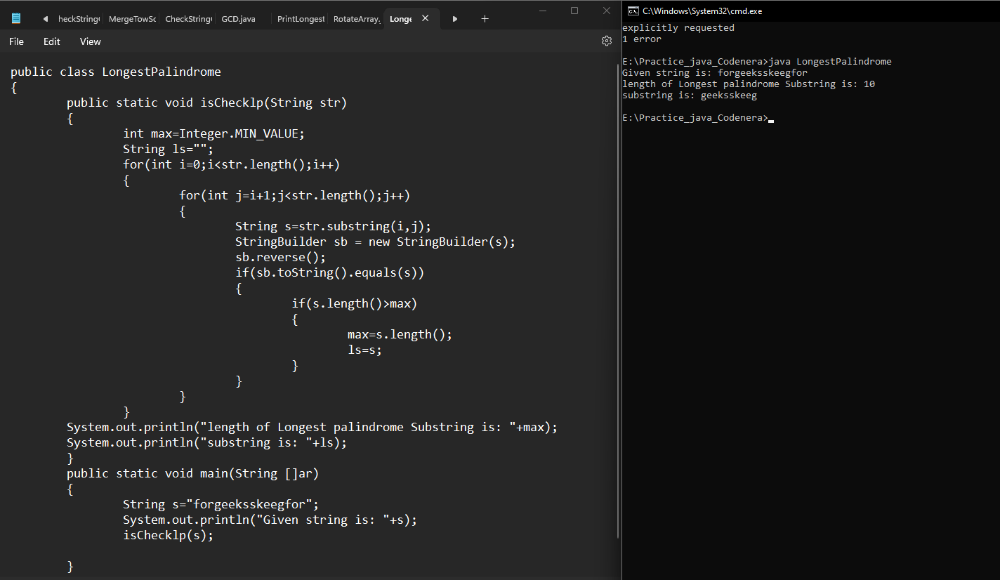 heckString MergeTowSc CheckString GCD.java PrintLongest RotateArray. Longe
File Edit View
public class LongestPalindrome
{
public static void isChecklp(String str)
{
int max=Integer.MIN_VALUE;
String ls="";
for(int i=0;i<str.length();i++)
{
for(int j=i+1;j<str.length();j++)
{
String s=str.substring(i,j);
StringBuilder sb = new StringBuilder(s);
sb.reverse();
if(sb.toString().equals(s))
{
if(s.length()>max)
{
max=s.length();
ls=s;
}
}
}
}
System.out.println("length of Longest palindrome Substring is: "+max);
System.out.println("substring is: "+ls);
}
public static void main(String []ar)
{
String s="forgeeksskeegfor";
System.out.println("Given string is: "+s);
isChecklp(s);
}
C:\Windows\System32\cmd.exe
explicitly requested
1 error
E:\Practice_java_Codenera>java LongestPalindrome
Given string is: forgeeksskeegfor
length of Longest palindrome Substring is: 10
substring is: geeksskeeg
E:\Practice_java_Codenera>